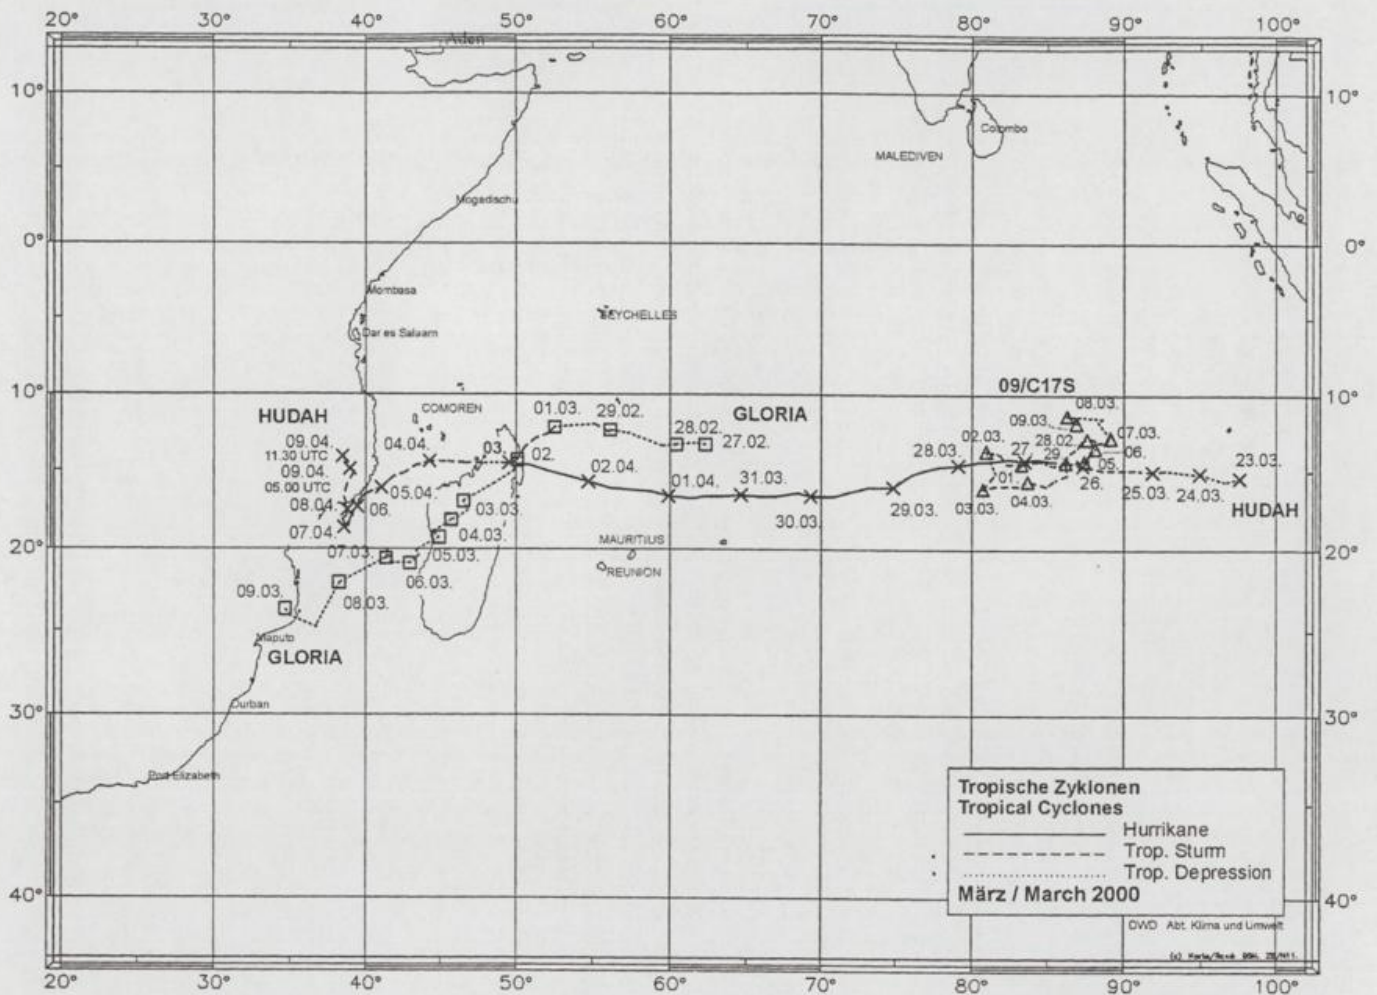 20° 30° 40° 50° 60° 70° 80° 90° 100°
Aden
10° 10°
Colombo
MALEDIVEN
Mogadischu
0° 0°
Mombasa
SEYCHELLES
Dar es Salaam
10° 10°
09/C17S
COMOREN
HUDAH
GLORIA
01.03. 29.02. 28.02. 27.02.
09.03. 08.03.
02.03. 28.02. 07.03.
09.04. 11.30 UTC
04.04. 03. 02. 28.03. 27. 29. 06.
09.04. 05.00 UTC
02.04. 01. 05. 23.03.
08.04. 06. 05.04. 03.03. 01.04. 31.03. 03.03. 04.03. 26. 25.03. 24.03.
07.04. 04.03. 30.03. 29.03. HUDAH
MAURITIUS
20° 07.03. 05.03. 20°
REUNION
09.03. 08.03. 06.03.
Maputo
GLORIA
Durban
30° 30°
Port Elizabeth
Tropische Zyklonen
Tropical Cyclones
Hurrikane
Trop. Sturm
Trop. Depression
März / March 2000
40° 40°
DWD Abt. Klima und Umwelt
20° 30° 40° 50° 60° 70° 80° 90° 100°